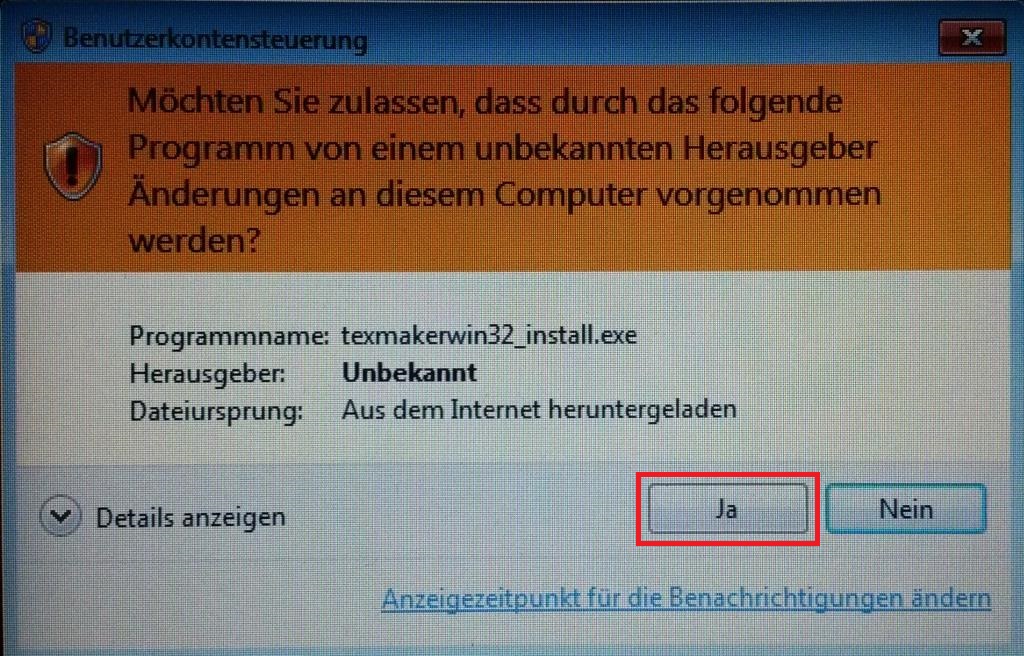 Benutzerkontensteuerung
Möchten Sie zulassen, dass durch das folgende
Programm von einem unbekannten Herausgeber
Änderungen an diesem Computer vorgenommen
werden?
Programmname: texmakerwin32_install.exe
Herausgeber: Unbekannt
Dateiursprung: Aus dem Internet heruntergeladen
Details anzeigen
Ja
Nein
Anzeigezeitpunkt für die Benachrichtigungen ändern